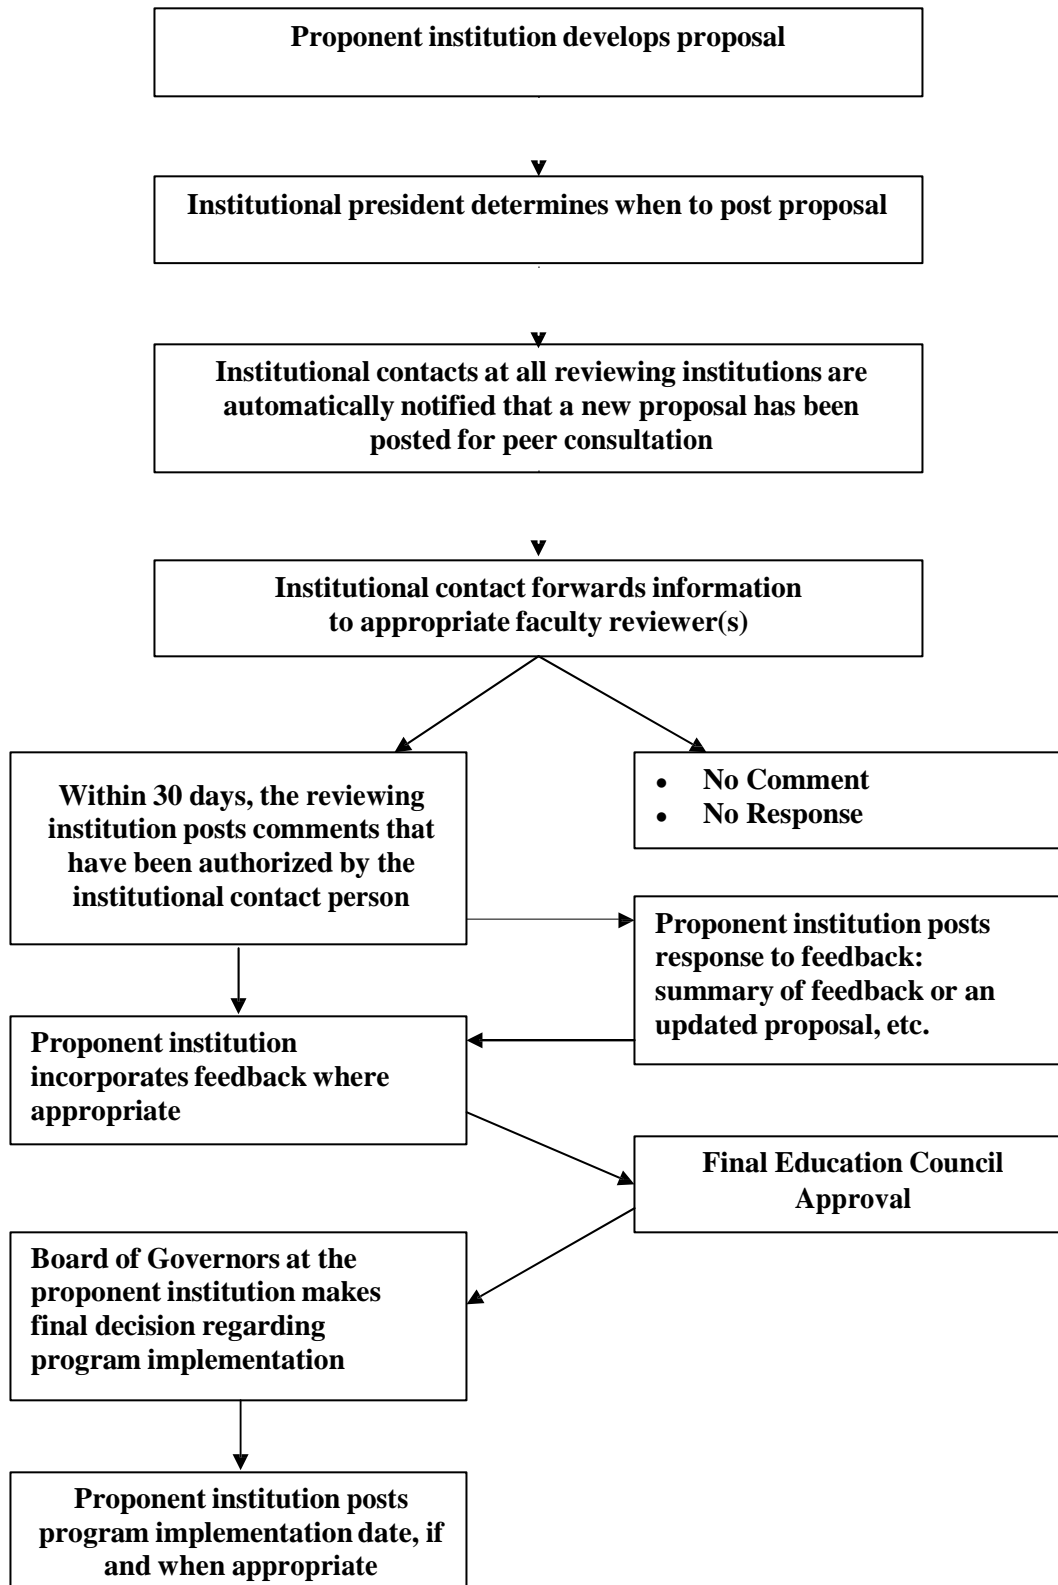 Proponent institution develops proposal
Institutional president determines when to post proposal
Institutional contacts at all reviewing institutions are
automatically notified that a new proposal has been
posted for peer consultation
Institutional contact forwards information
to appropriate faculty reviewer(s)
Within 30 days, the reviewing
institution posts comments that
have been authorized by the
institutional contact person
• No Comment
• No Response
Proponent institution posts
response to feedback:
summary of feedback or an
updated proposal, etc.
Proponent institution
incorporates feedback where
appropriate
Final Education Council
Approval
Board of Governors at the
proponent institution makes
final decision regarding
program implementation
Proponent institution posts
program implementation date, if
and when appropriate